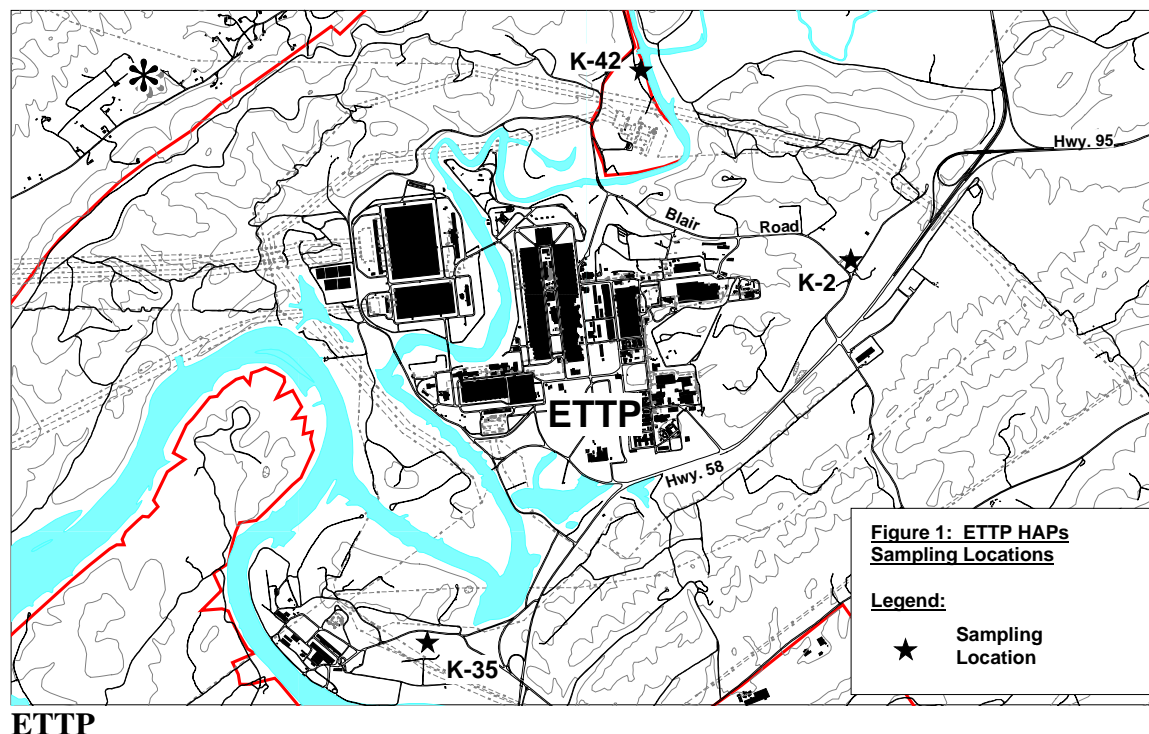 K-42
Hwy. 95
Blair Road
K-2
ETTP
Hwy. 58
K-35
Figure 1: ETTP HAPs
Sampling Locations
Legend:
Sampling
Location
ETTP